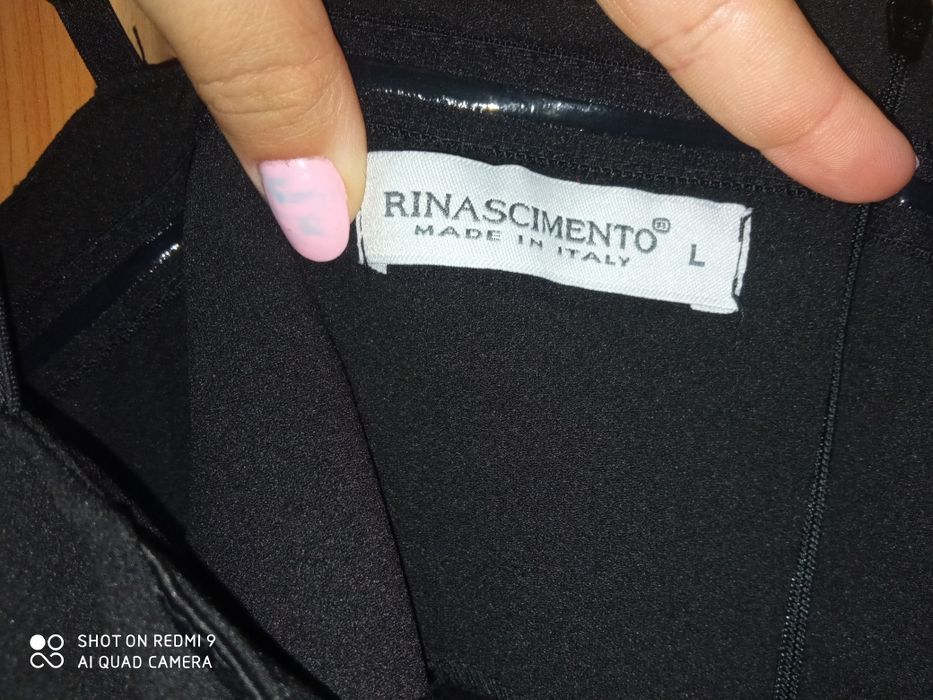 RINASCIMENTO®
MADE IN ITALY
L
SHOT ON REDMI 9
AI QUAD CAMERA